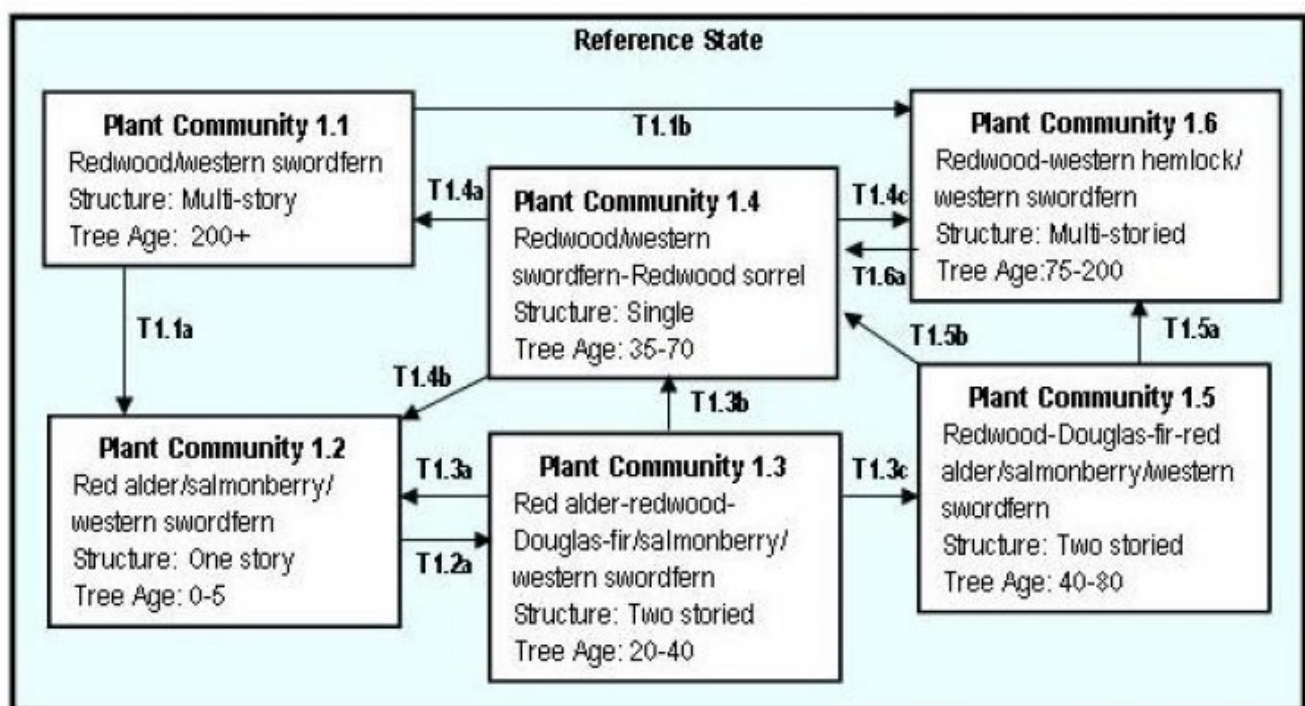 Reference State
Plant Community 1.1
Redwood/western swordfern
Structure: Multi-story
Tree Age: 200+
T1.1b
Plant Community 1.6
Redwood-western hemlock/
western swordfern
Structure: Multi-storied
Tree Age:75-200
T1.4a
Plant Community 1.4
Redwood/western
swordfern-Redwood sorrel
Structure: Single
Tree Age: 35-70
T1.4c
T1.6a
T1.1a
T1.4b
T1.3b
T1.5b
T1.5a
Plant Community 1.2
Red alder/salmonberry/
western swordfern
Structure: One story
Tree Age: 0-5
T1.3a
T1.2a
Plant Community 1.3
Red alder-redwood-
Douglas-fir/salmonberry/
western swordfern
Structure: Two storied
Tree Age: 20-40
T1.3c
Plant Community 1.5
Redwood-Douglas-fir-red
alder/salmonberry/western
swordfern
Structure: Two storied
Tree Age: 40-80